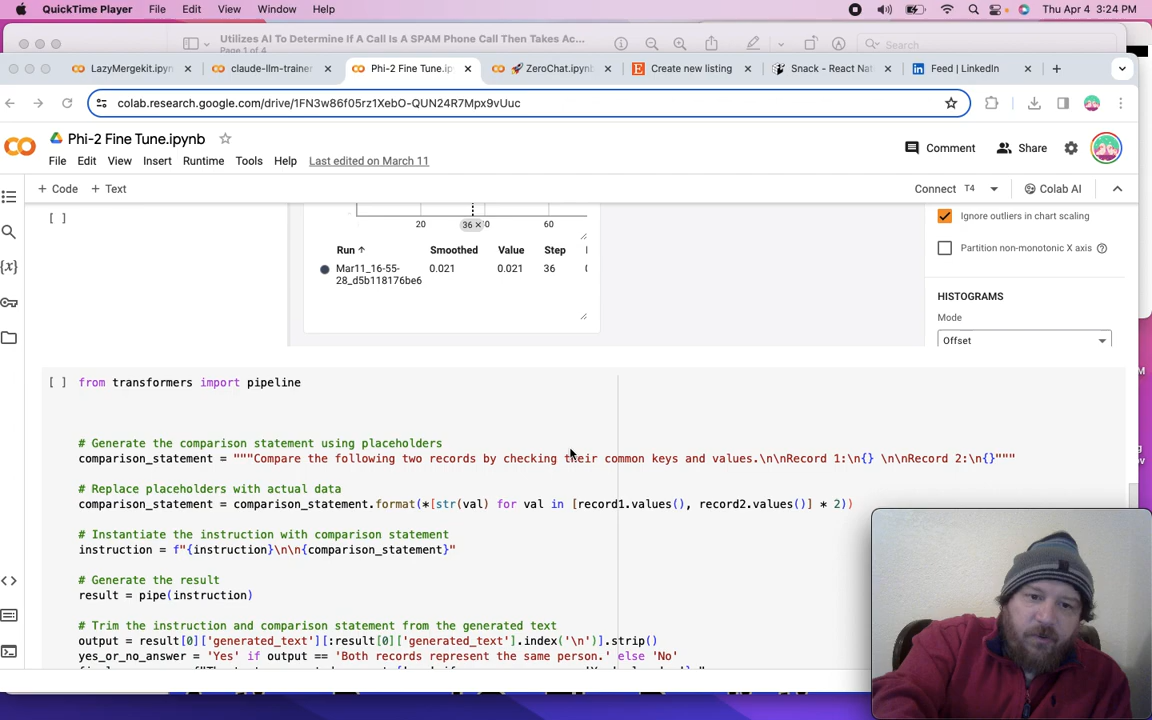 QuickTime Player File Edit View Window Help Thu Apr 4 3:24 PM
Utilizes AI To Determine If A Call Is A SPAM Phone Call Then Takes Ac...
Page 1 of 4
Search
LazyMergekit.ipyn
claude-llm-trainer
Phi-2 Fine Tune.ip
🚀 ZeroChat.ipynb
Create new listing
Snack - React Nat
Feed | LinkedIn
colab.research.google.com/drive/1FN3w86f05rz1XebO-QUN24R7Mpx9vUuc
Phi-2 Fine Tune.ipynb
File Edit View Insert Runtime Tools Help Last edited on March 11
Comment Share
+ Code + Text
Connect T4 Colab AI
[ ]
20 36 0 60
Run ↑ Smoothed Value Step
Mar11_16-55-
28_d5b118176be6 0.021 0.021 36
Ignore outliers in chart scaling
Partition non-monotonic X axis
HISTOGRAMS
Mode
Offset
[ ] from transformers import pipeline
# Generate the comparison statement using placeholders
comparison_statement = """Compare the following two records by checking their common keys and values.\n\nRecord 1:\n{} \n\nRecord 2:\n{}"""
# Replace placeholders with actual data
comparison_statement = comparison_statement.format(*[str(val) for val in [record1.values(), record2.values()] * 2))
# Instantiate the instruction with comparison statement
instruction = f"{instruction}\n\n{comparison_statement}"
# Generate the result
result = pipe(instruction)
# Trim the instruction and comparison statement from the generated text
output = result[0]['generated_text'][:result[0]['generated_text'].index('\n')].strip()
yes_or_no_answer = 'Yes' if output == 'Both records represent the same person.' else 'No'